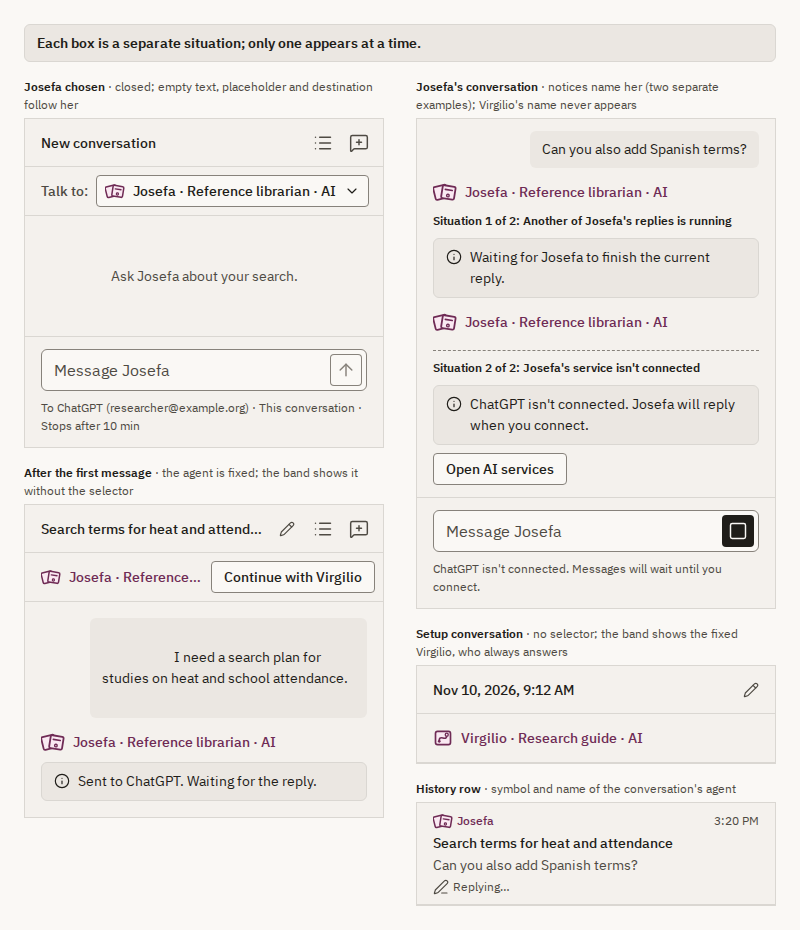 Each box is a separate situation; only one appears at a time.
Josefa chosen · closed; empty text, placeholder and destination
follow her
New conversation
Talk to:
Josefa · Reference librarian · AI
Ask Josefa about your search.
Message Josefa
To ChatGPT (researcher@example.org) · This conversation ·
Stops after 10 min
After the first message · the agent is fixed; the band shows it
without the selector
Search terms for heat and attend...
Josefa · Reference...
Continue with Virgilio
I need a search plan for
studies on heat and school attendance.
Josefa · Reference librarian · AI
Sent to ChatGPT. Waiting for the reply.
Josefa's conversation · notices name her (two separate
examples); Virgilio's name never appears
Can you also add Spanish terms?
Josefa · Reference librarian · AI
Situation 1 of 2: Another of Josefa's replies is running
Waiting for Josefa to finish the current
reply.
Josefa · Reference librarian · AI
Situation 2 of 2: Josefa's service isn't connected
ChatGPT isn't connected. Josefa will reply
when you connect.
Open AI services
Message Josefa
ChatGPT isn't connected. Messages will wait until you
connect.
Setup conversation · no selector; the band shows the fixed
Virgilio, who always answers
Nov 10, 2026, 9:12 AM
Virgilio · Research guide · AI
History row · symbol and name of the conversation's agent
Josefa
3:20 PM
Search terms for heat and attendance
Can you also add Spanish terms?
Replying...